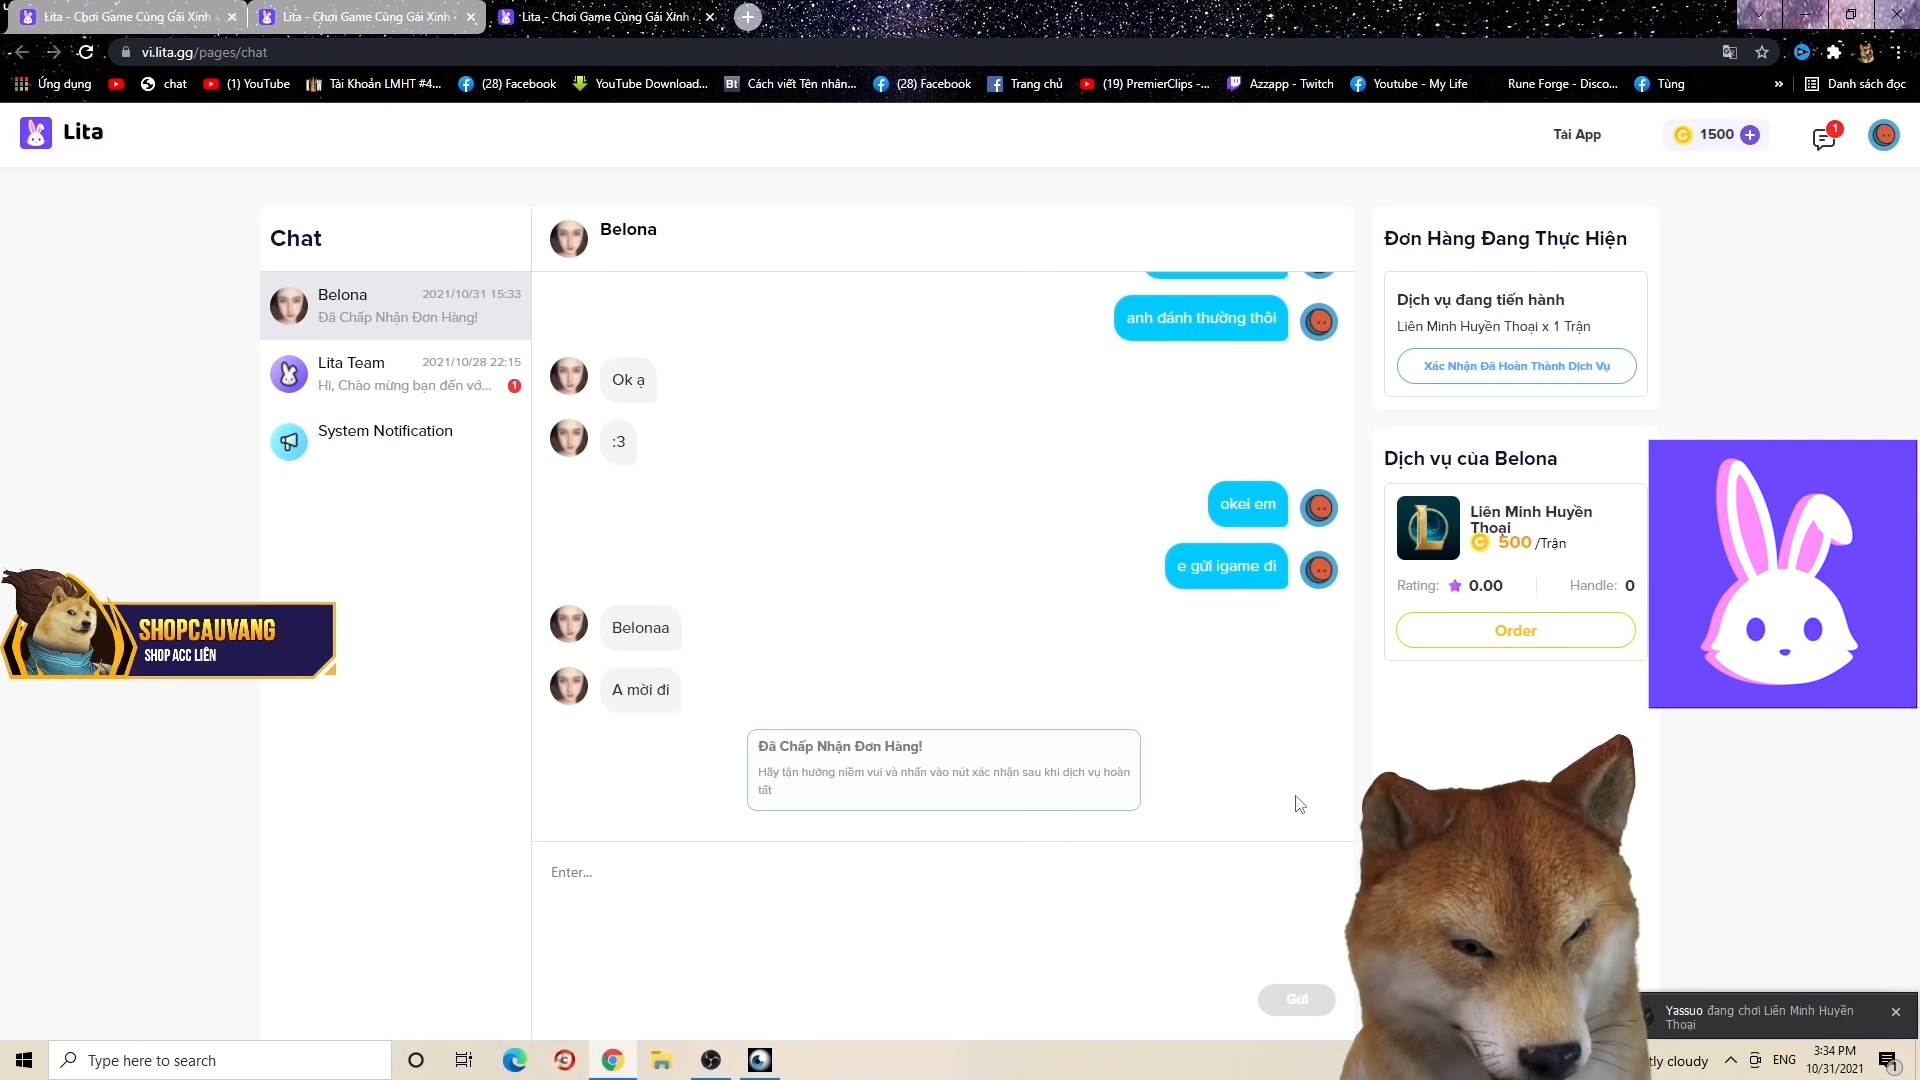 Lita - Chơi Game Cùng Gái Xinh
Lita - Chơi Game Cùng Gái Xinh
Lita - Chơi Game Cùng Gái Xinh
vi.lita.gg/pages/chat
Ứng dụng
chat
(1) YouTube
Tài Khoản LMHT #4...
(28) Facebook
YouTube Download...
Bt
Cách viết Tên nhân...
(28) Facebook
Trang chủ
(19) PremierClips -...
Azzapp - Twitch
Youtube - My Life
Rune Forge - Disco...
Tùng
»
Danh sách đọc
Lita
Tải App
1500
1
Chat
Belona
2021/10/31 15:33
Đã Chấp Nhận Đơn Hàng!
Lita Team
2021/10/28 22:15
Hi, Chào mừng bạn đến vớ...
1
System Notification
Belona
anh đánh thường thôi
Ok ạ
:3
okei em
e gửi igame đi
Belonaa
A mời đi
Đã Chấp Nhận Đơn Hàng!
Hãy tận hưởng niềm vui và nhấn vào nút xác nhận sau khi dịch vụ hoàn
tất
Enter...
Gửi
Đơn Hàng Đang Thực Hiện
Dịch vụ đang tiến hành
Liên Minh Huyền Thoại x 1 Trận
Xác Nhận Đã Hoàn Thành Dịch Vụ
Dịch vụ của Belona
Liên Minh Huyền
Thoại
500 /Trận
Rating: 0.00
Handle: 0
Order
SHOPCAUVANG
SHOP ACC LIÊN
Yassuo đang chơi Liên Minh Huyền
Thoại
Type here to search
tly cloudy
ENG
3:34 PM
10/31/2021
1